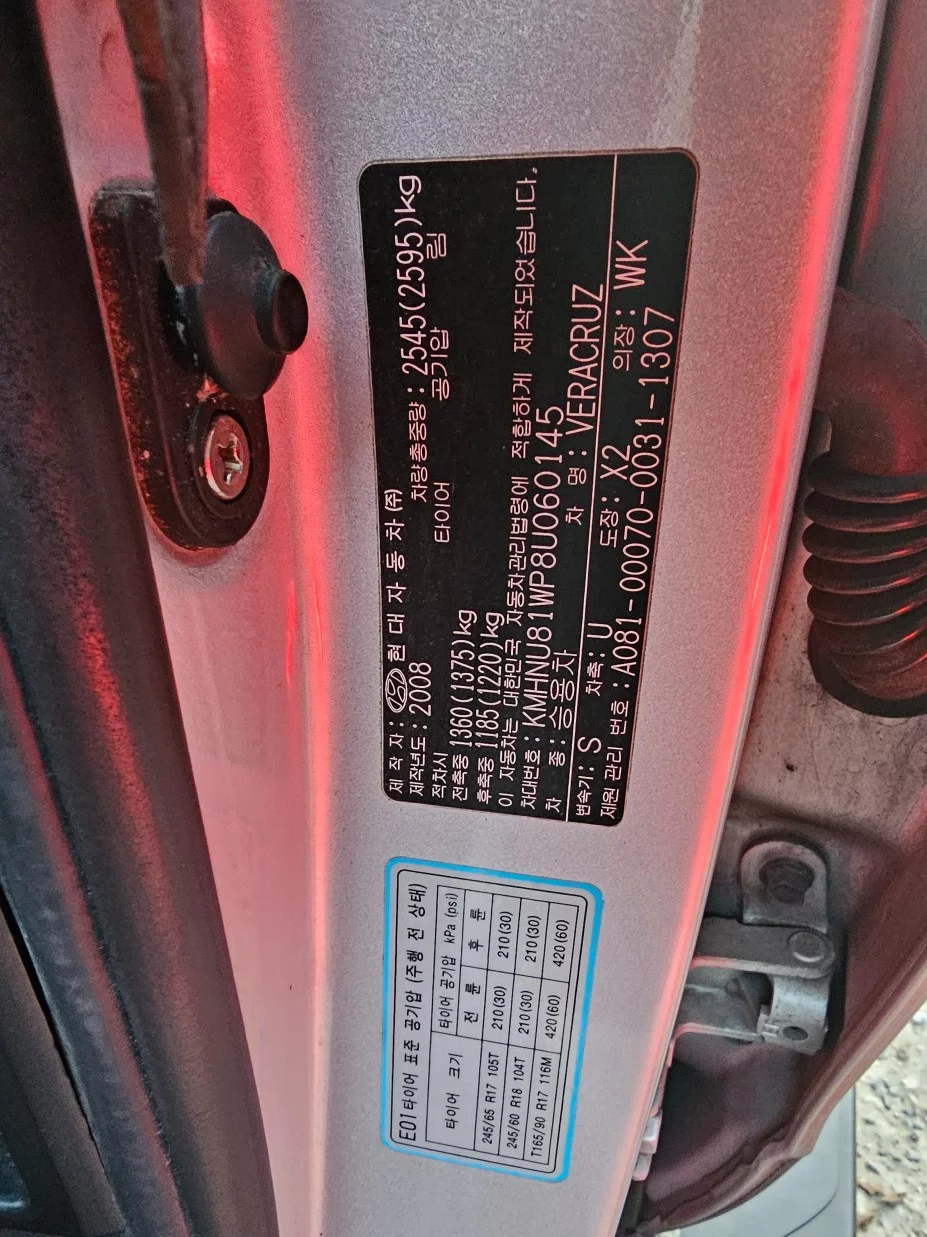 제 작 자 : 현 대 자 동 차 (주)
제작년도 : 2008 차량총중량 : 2545(2595)kg
적차시 타이어 공기압 림
전축중 1360(1375)kg
후축중 1185(1220)kg
이 자동차는 대한민국 자동차관리법령에 적합하게 제작되었습니다.
차대번호 : KMHNU81WP8U060145
차 종 : 승용차 차 명 : VERACRUZ
변속기 : S 차축 : U 도장 : X2 의장 : WK
제원 관리 번호 : A081-00070-0031-1307
E01 타이어 표준 공기압 (주행 전 상태)
타이어 크기 타이어 공기압 kPa (psi)
전 륜 후 륜
245/65 R17 105T 210(30) 210(30)
245/60 R18 104T 210(30) 210(30)
T165/90 R17 116M 420(60) 420(60)